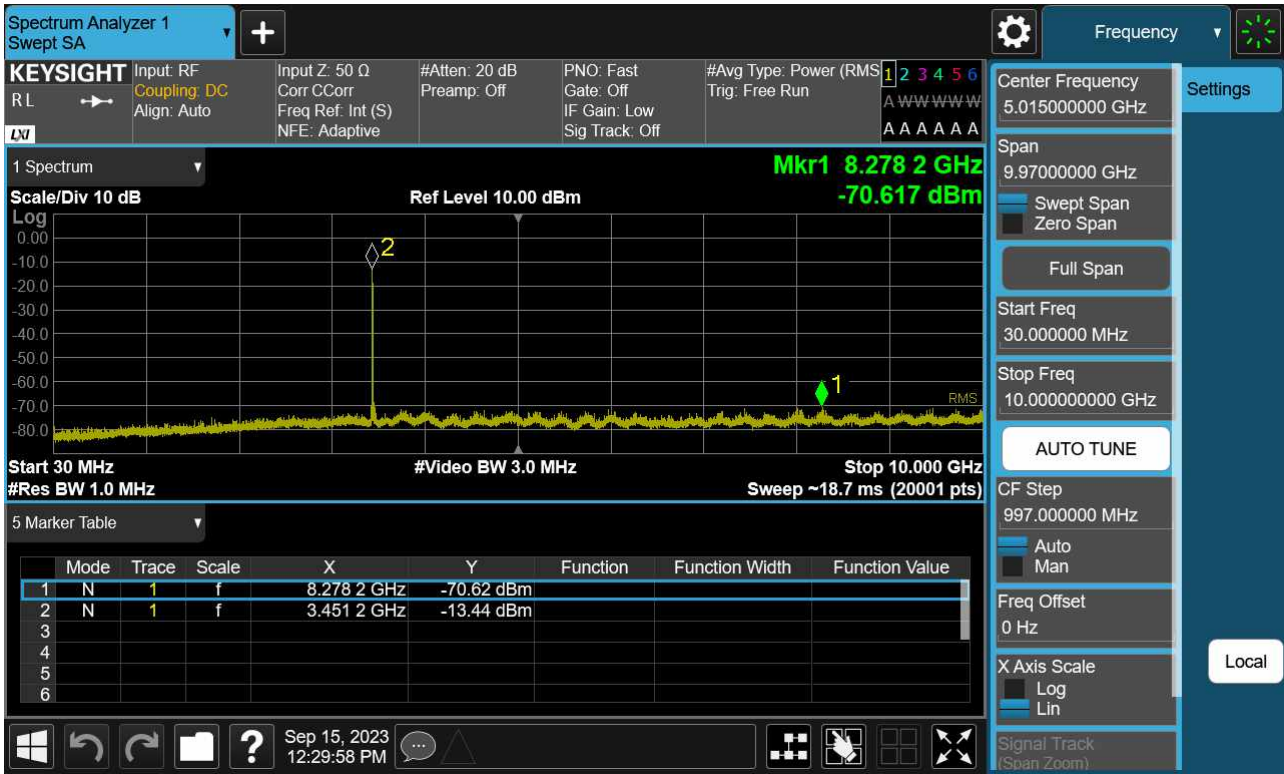 Spectrum Analyzer 1
Swept SA
Frequency
KEYSIGHT
RL
LXI
Input: RF
Coupling: DC
Align: Auto
Input Z: 50 Ω
Corr CCorr
Freq Ref: Int (S)
NFE: Adaptive
#Atten: 20 dB
Preamp: Off
PNO: Fast
Gate: Off
IF Gain: Low
Sig Track: Off
#Avg Type: Power (RMS
Trig: Free Run
1 2 3 4 5 6
A W W W W W
A A A A A A
1 Spectrum
Mkr1 8.278 2 GHz
-70.617 dBm
Scale/Div 10 dB
Ref Level 10.00 dBm
Log
0.00
-10.0
-20.0
-30.0
-40.0
-50.0
-60.0
-70.0
-80.0
2
1
RMS
Start 30 MHz
#Video BW 3.0 MHz
Stop 10.000 GHz
#Res BW 1.0 MHz
Sweep ~18.7 ms (20001 pts)
5 Marker Table
Mode Trace Scale X Y Function Function Width Function Value
1 N 1 f 8.278 2 GHz -70.62 dBm
2 N 1 f 3.451 2 GHz -13.44 dBm
3
4
5
6
Sep 15, 2023
12:29:58 PM
Center Frequency
5.015000000 GHz
Span
9.97000000 GHz
Swept Span
Zero Span
Full Span
Start Freq
30.000000 MHz
Stop Freq
10.000000000 GHz
AUTO TUNE
CF Step
997.000000 MHz
Auto
Man
Freq Offset
0 Hz
X Axis Scale
Log
Lin
Signal Track
(Span Zoom)
Settings
Local